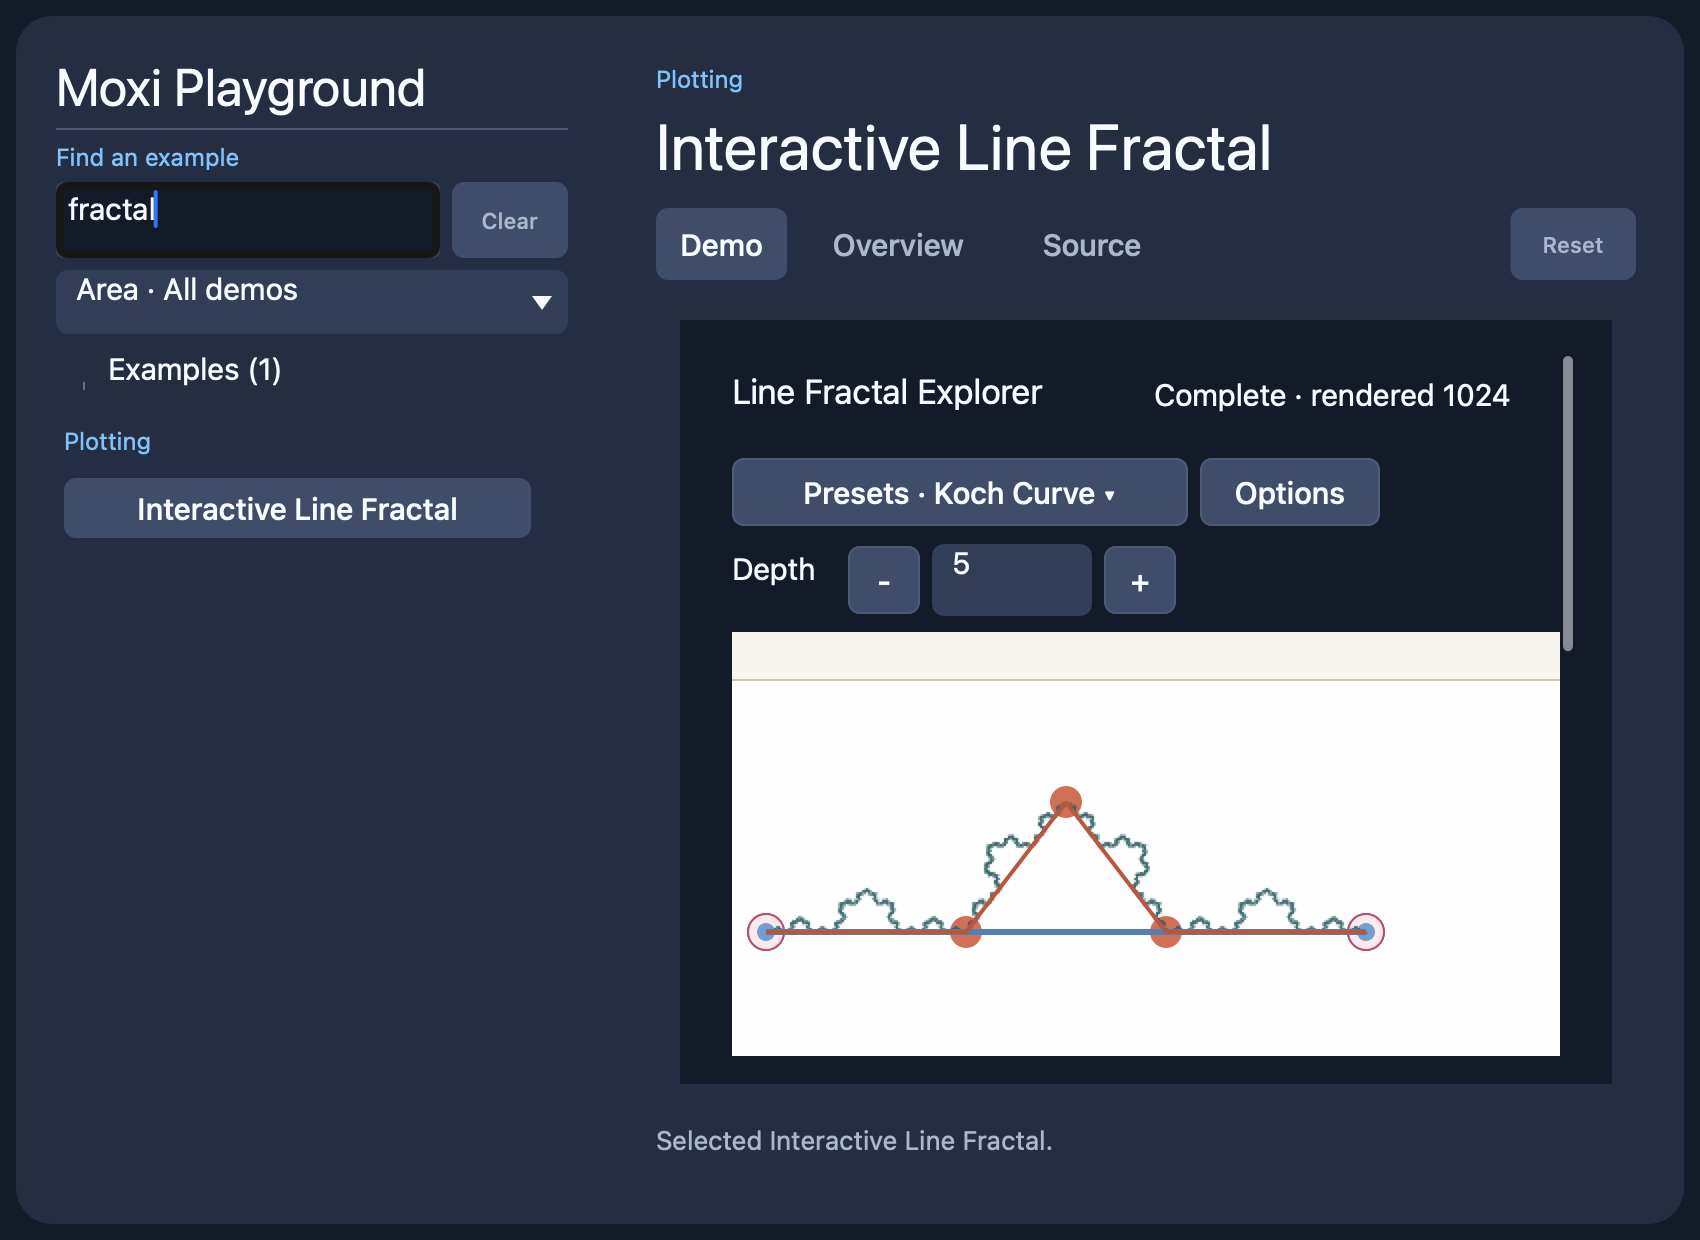 Moxi Playground
Find an example
fractal
Clear
Area · All demos
Examples (1)
Plotting
Interactive Line Fractal
Plotting
Interactive Line Fractal
Demo
Overview
Source
Reset
Line Fractal Explorer
Complete · rendered 1024
Presets · Koch Curve ▾
Options
Depth
-
5
+
Selected Interactive Line Fractal.